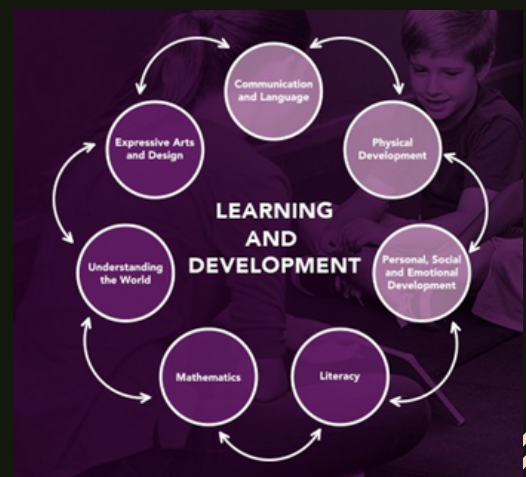 Communication
and Language
Expressive Arts
and Design
Physical
Development
LEARNING
AND
DEVELOPMENT
Understanding
the World
Personal, Social
and Emotional
Development
Mathematics
Literacy